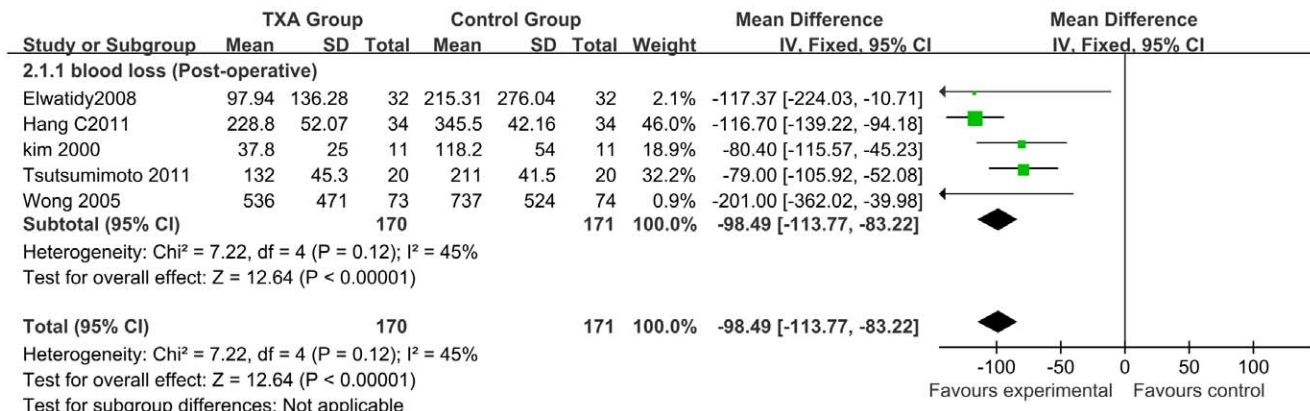 TXA Group Control Group Mean Difference Mean Difference
Study or Subgroup Mean SD Total Mean SD Total Weight IV, Fixed, 95% CI IV, Fixed, 95% CI
2.1.1 blood loss (Post-operative)
Elwatidy2008 97.94 136.28 32 215.31 276.04 32 2.1% -117.37 [-224.03, -10.71]
Hang C2011 228.8 52.07 34 345.5 42.16 34 46.0% -116.70 [-139.22, -94.18]
kim 2000 37.8 25 11 118.2 54 11 18.9% -80.40 [-115.57, -45.23]
Tsutsumimoto 2011 132 45.3 20 211 41.5 20 32.2% -79.00 [-105.92, -52.08]
Wong 2005 536 471 73 737 524 74 0.9% -201.00 [-362.02, -39.98]
Subtotal (95% CI) 170 171 100.0% -98.49 [-113.77, -83.22]
Heterogeneity: Chi² = 7.22, df = 4 (P = 0.12); I² = 45%
Test for overall effect: Z = 12.64 (P < 0.00001)
Total (95% CI) 170 171 100.0% -98.49 [-113.77, -83.22]
Heterogeneity: Chi² = 7.22, df = 4 (P = 0.12); I² = 45%
-100 -50 0 50 100
Test for overall effect: Z = 12.64 (P < 0.00001)
Favours experimental Favours control
Test for subgroup differences: Not applicable